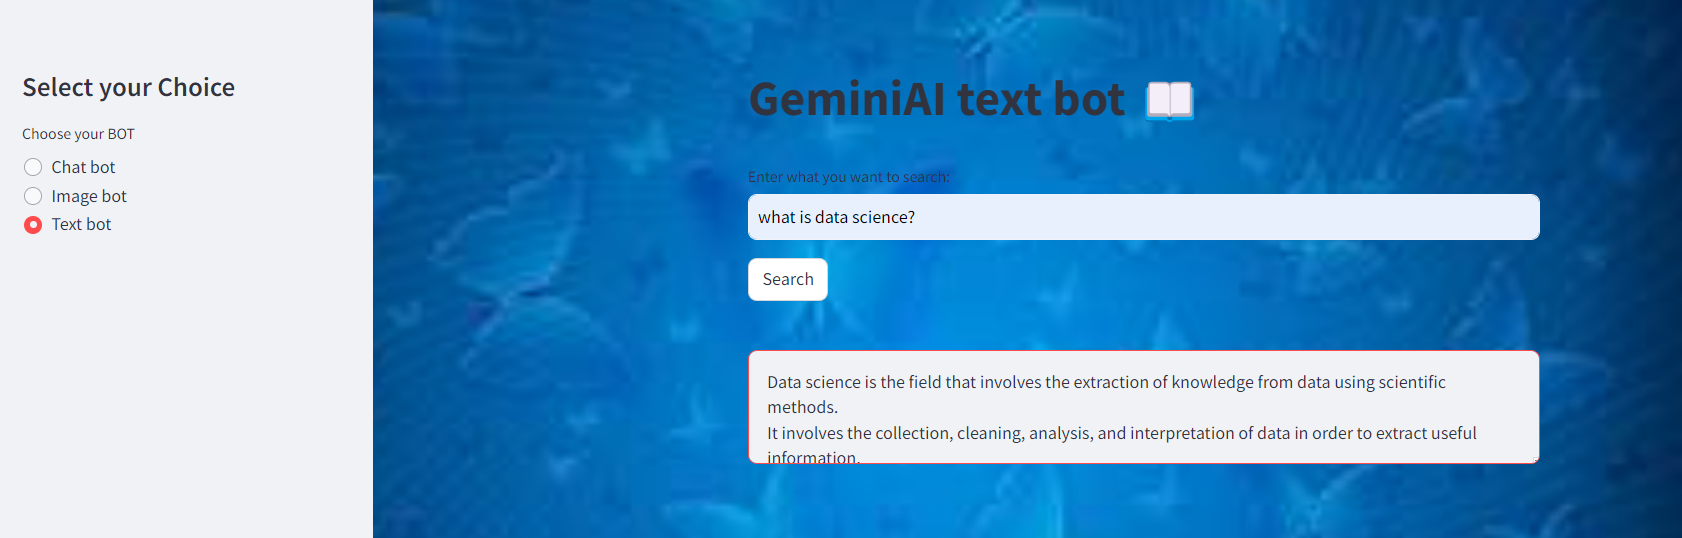 Select your Choice
Choose your BOT
Chat bot
Image bot
Text bot
GeminiAI text bot
Enter what you want to search:
what is data science?
Search
Data science is the field that involves the extraction of knowledge from data using scientific
methods.
It involves the collection, cleaning, analysis, and interpretation of data in order to extract useful
information.